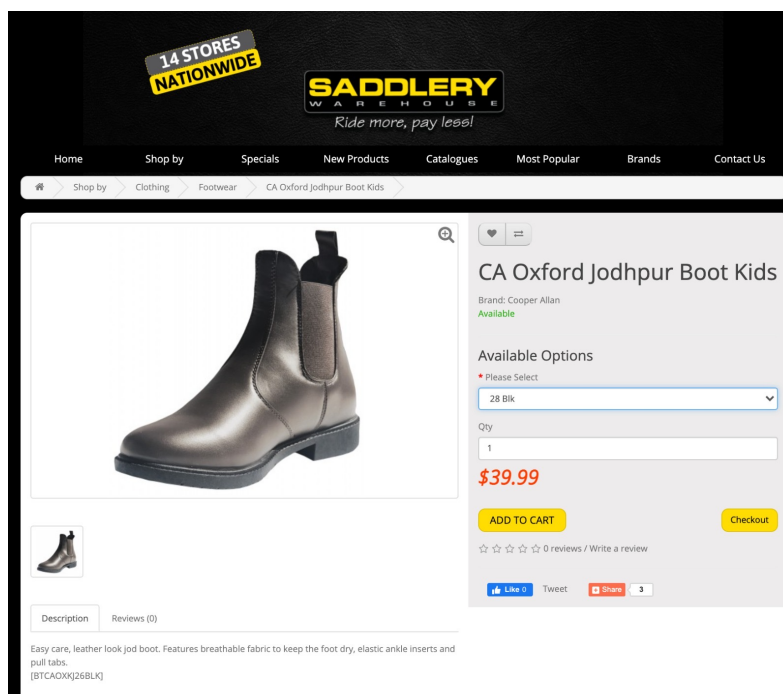 14 STORES
NATIONWIDE
SADDLERY
WAREHOUSE
Ride more, pay less!
Home Shop by Specials New Products Catalogues Most Popular Brands Contact Us
Shop by Clothing Footwear CA Oxford Jodhpur Boot Kids
CA Oxford Jodhpur Boot Kids
Brand: Cooper Allan
Available
Available Options
* Please Select
28 Blk
Qty
1
$39.99
ADD TO CART Checkout
0 reviews / Write a review
Like 0 Tweet Share 3
Description Reviews (0)
Easy care, leather look jod boot. Features breathable fabric to keep the foot dry, elastic ankle inserts and
pull tabs.
[BTCAOXKJ26BLK]